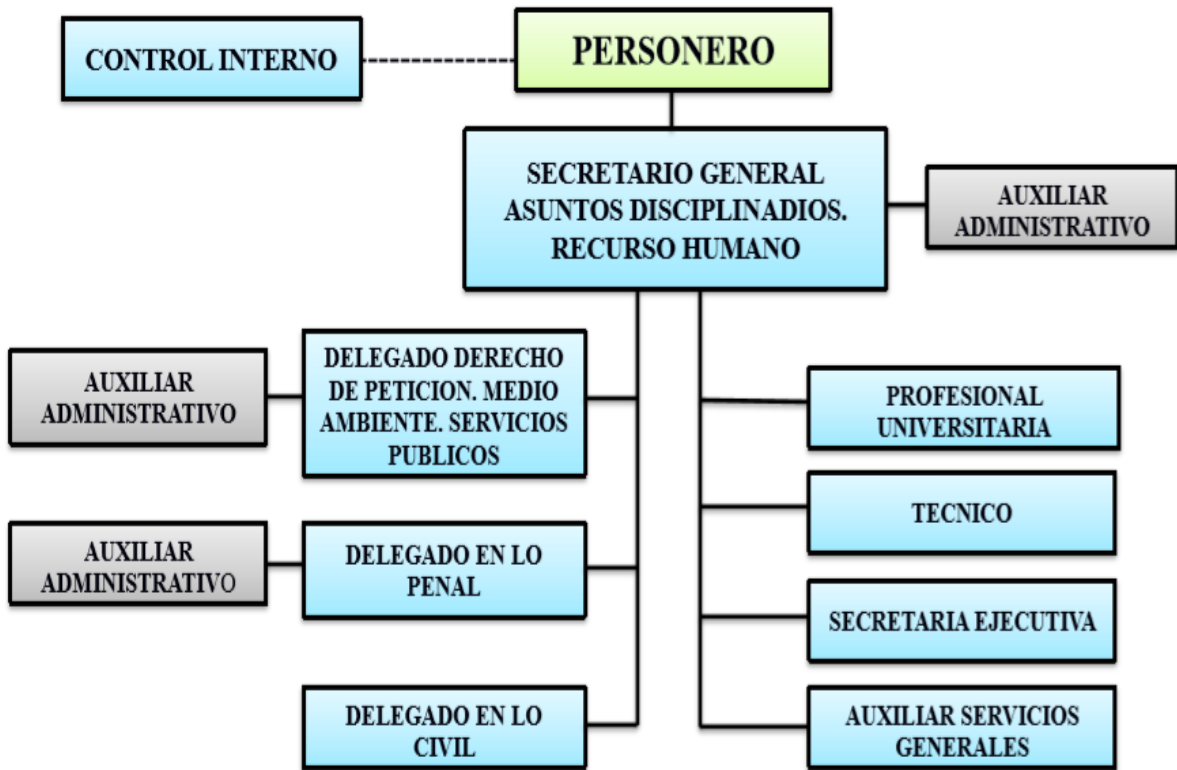 CONTROL INTERNO
PERSONERO
SECRETARIO GENERAL
ASUNTOS DISCIPLINADIOS.
RECURSO HUMANO
AUXILIAR
ADMINISTRATIVO
AUXILIAR
ADMINISTRATIVO
DELEGADO DERECHO
DE PETICION. MEDIO
AMBIENTE. SERVICIOS
PUBLICOS
PROFESIONAL
UNIVERSITARIA
TECNICO
AUXILIAR
ADMINISTRATIVO
DELEGADO EN LO
PENAL
SECRETARIA EJECUTIVA
DELEGADO EN LO
CIVIL
AUXILIAR SERVICIOS
GENERALES